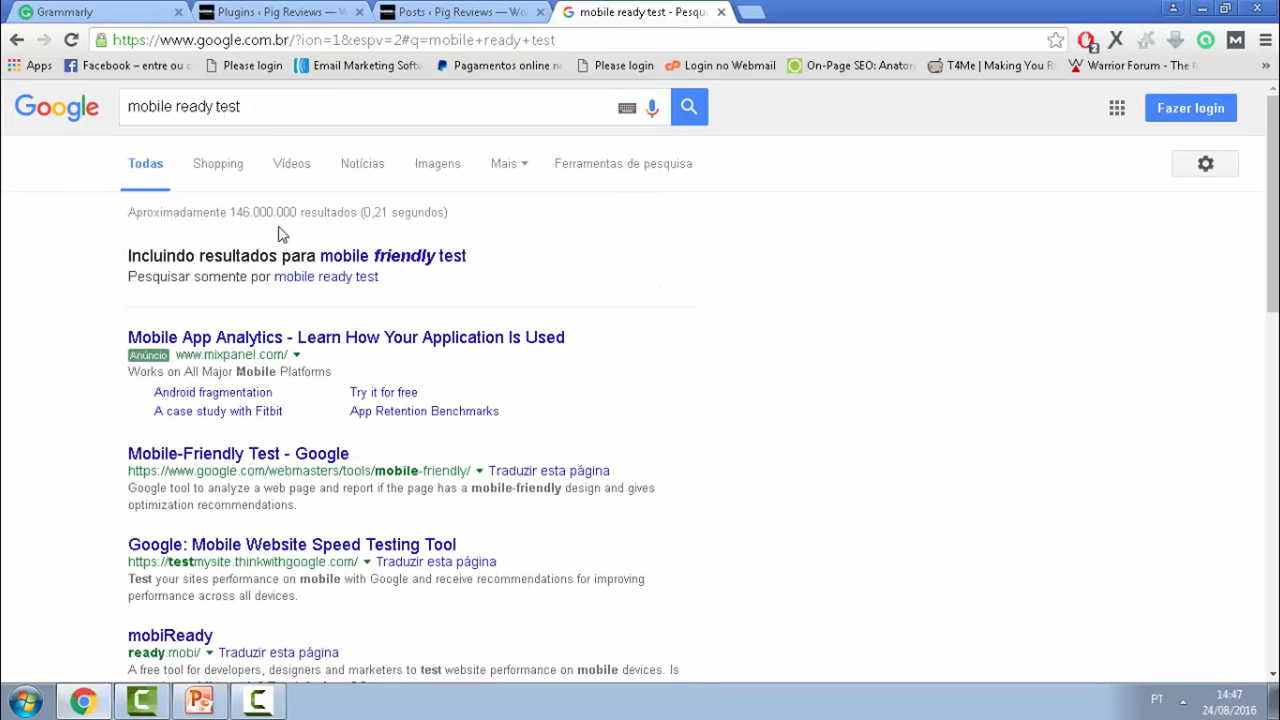 Grammarly
Plugins ‹ Pig Reviews — W
Posts ‹ Pig Reviews — Wo
mobile ready test - Pesqu
https://www.google.com.br/?ion=1&espv=2#q=mobile+ready+test
2
Apps
Facebook – entre ou c
Please login
Email Marketing Softw
Pagamentos online n
Please login
Login no Webmail
On-Page SEO: Anator
T4Me | Making You R
Warrior Forum - The #
»
Google
mobile ready test
Fazer login
Todas
Shopping
Vídeos
Notícias
Imagens
Mais
Ferramentas de pesquisa
Aproximadamente 146.000.000 resultados (0,21 segundos)
Incluindo resultados para mobile friendly test
Pesquisar somente por mobile ready test
Mobile App Analytics - Learn How Your Application Is Used
Anúncio www.mixpanel.com/
Works on All Major Mobile Platforms
Android fragmentation Try it for free
A case study with Fitbit App Retention Benchmarks
Mobile-Friendly Test - Google
https://www.google.com/webmasters/tools/mobile-friendly/ Traduzir esta página
Google tool to analyze a web page and report if the page has a mobile-friendly design and gives
optimization recommendations.
Google: Mobile Website Speed Testing Tool
https://testmysite.thinkwithgoogle.com/ Traduzir esta página
Test your sites performance on mobile with Google and receive recommendations for improving
performance across all devices.
mobiReady
ready.mobi/ Traduzir esta página
A free tool for developers, designers and marketers to test website performance on mobile devices. Is
PT
14:47
24/08/2016